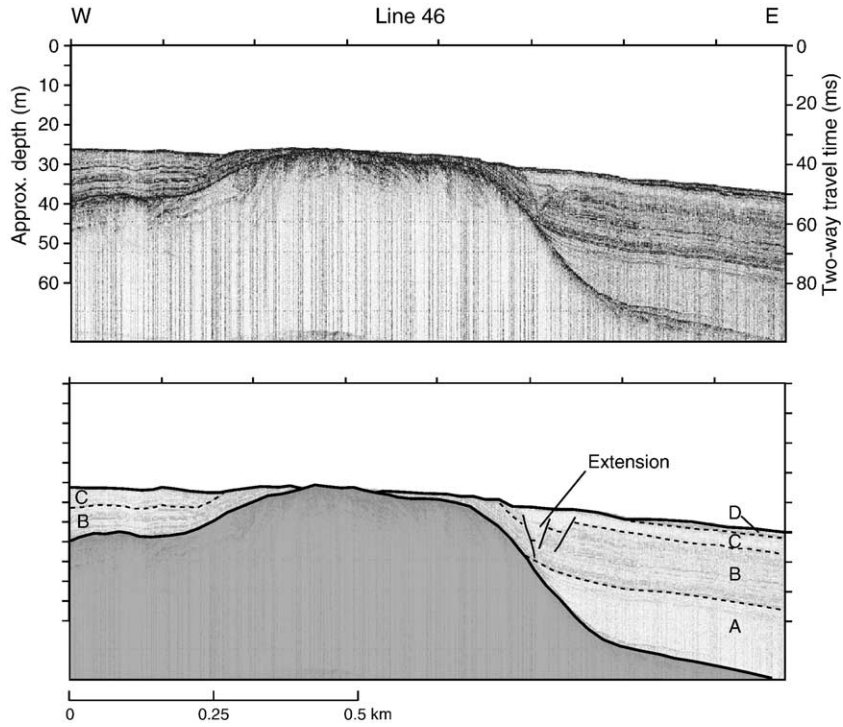 W Line 46 E
Approx. depth (m)
0
10
20
30
40
50
60
0
20
40
60
80
Two-way travel time (ms)
Extension
C
B
D
C
B
A
0 0.25 0.5 km